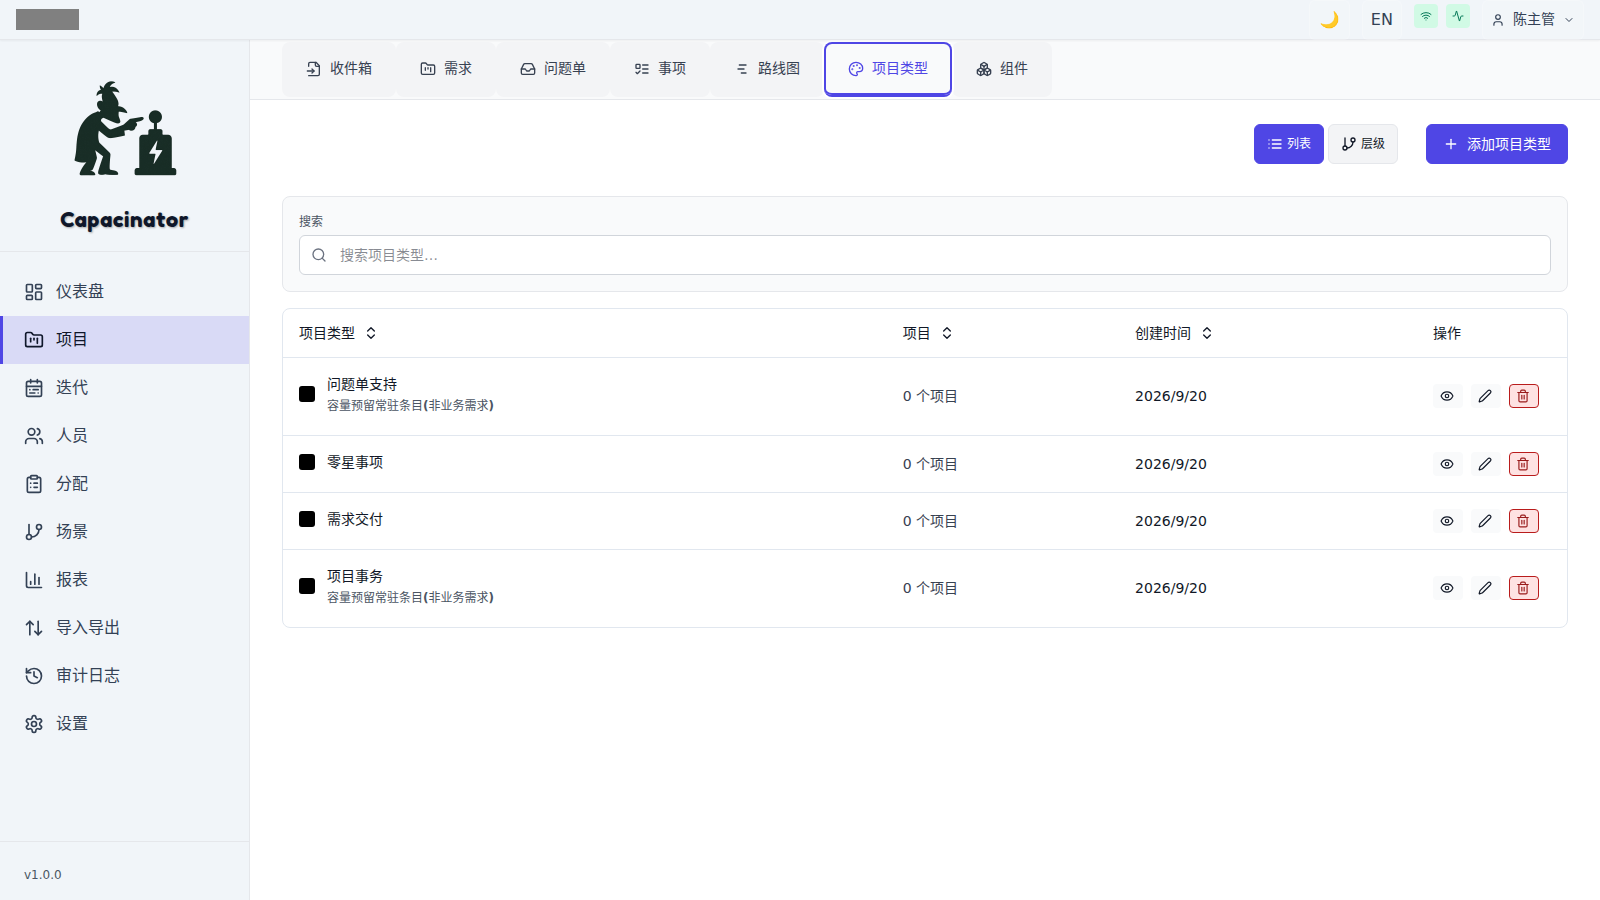 EN
陈主管
收件箱
需求
问题单
事项
路线图
项目类型
组件
Capacinator
列表
层级
添加项目类型
搜索
搜索项目类型...
仪表盘
项目
迭代
人员
分配
场景
报表
导入导出
审计日志
设置
v1.0.0
项目类型 项目 创建时间 操作
问题单支持
容量预留常驻条目(非业务需求)
0 个项目 2026/9/20
零星事项 0 个项目 2026/9/20
需求交付 0 个项目 2026/9/20
项目事务
容量预留常驻条目(非业务需求)
0 个项目 2026/9/20